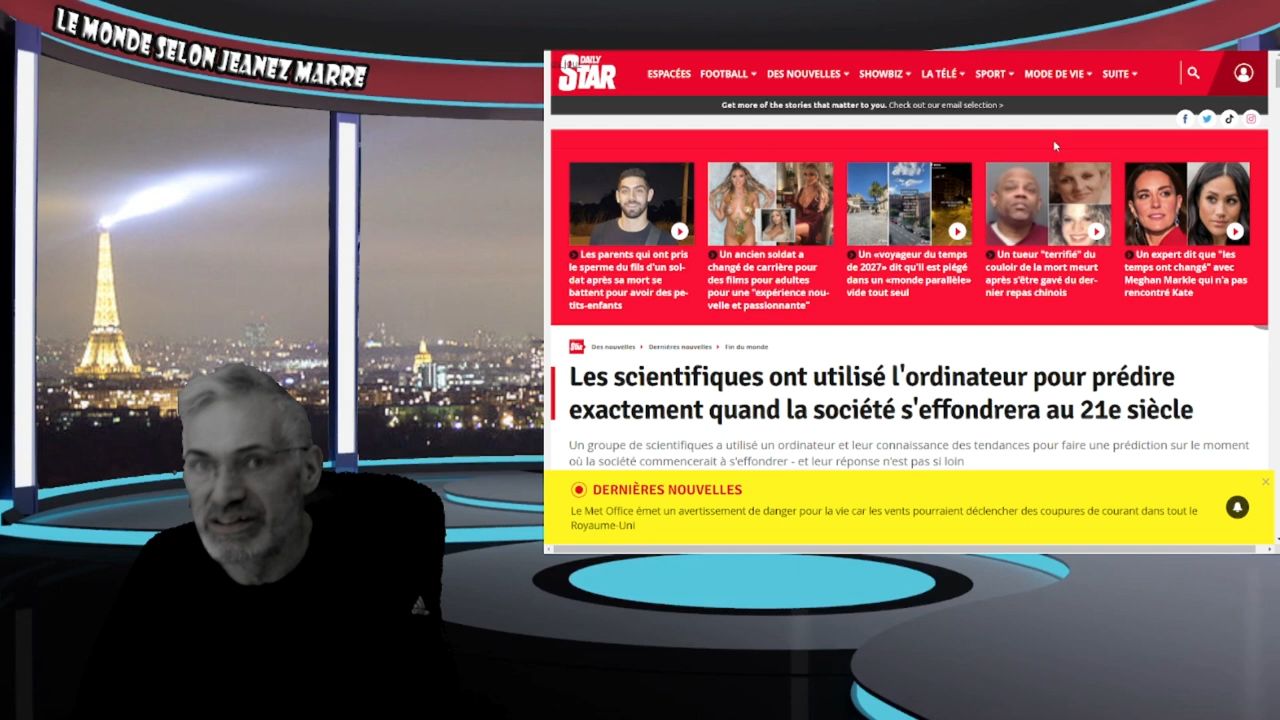 LE MONDE SELON JEANEZ MARRE
DAILY
STAR
ESPACÉES FOOTBALL DES NOUVELLES SHOWBIZ LA TÉLÉ SPORT MODE DE VIE SUITE
Get more of the stories that matter to you. Check out our email selection >
Les parents qui ont pris
le sperme du fils d'un sol-
dat après sa mort se
battent pour avoir des pe-
tits-enfants
Un ancien soldat a
changé de carrière pour
des films pour adultes
pour une "expérience nou-
velle et passionnante"
Un «voyageur du temps
de 2027» dit qu'il est piégé
dans un «monde parallèle»
vide tout seul
Un tueur "terrifié" du
couloir de la mort meurt
après s'être gavé du der-
nier repas chinois
Un expert dit que "les
temps ont changé" avec
Meghan Markle qui n'a pas
rencontré Kate
Des nouvelles Dernières nouvelles Fin du monde
Les scientifiques ont utilisé l'ordinateur pour prédire
exactement quand la société s'effondrera au 21e siècle
Un groupe de scientifiques a utilisé un ordinateur et leur connaissance des tendances pour faire une prédiction sur le moment
où la société commencerait à s'effondrer - et leur réponse n'est pas si loin
DERNIÈRES NOUVELLES
Le Met Office émet un avertissement de danger pour la vie car les vents pourraient déclencher des coupures de courant dans tout le
Royaume-Uni